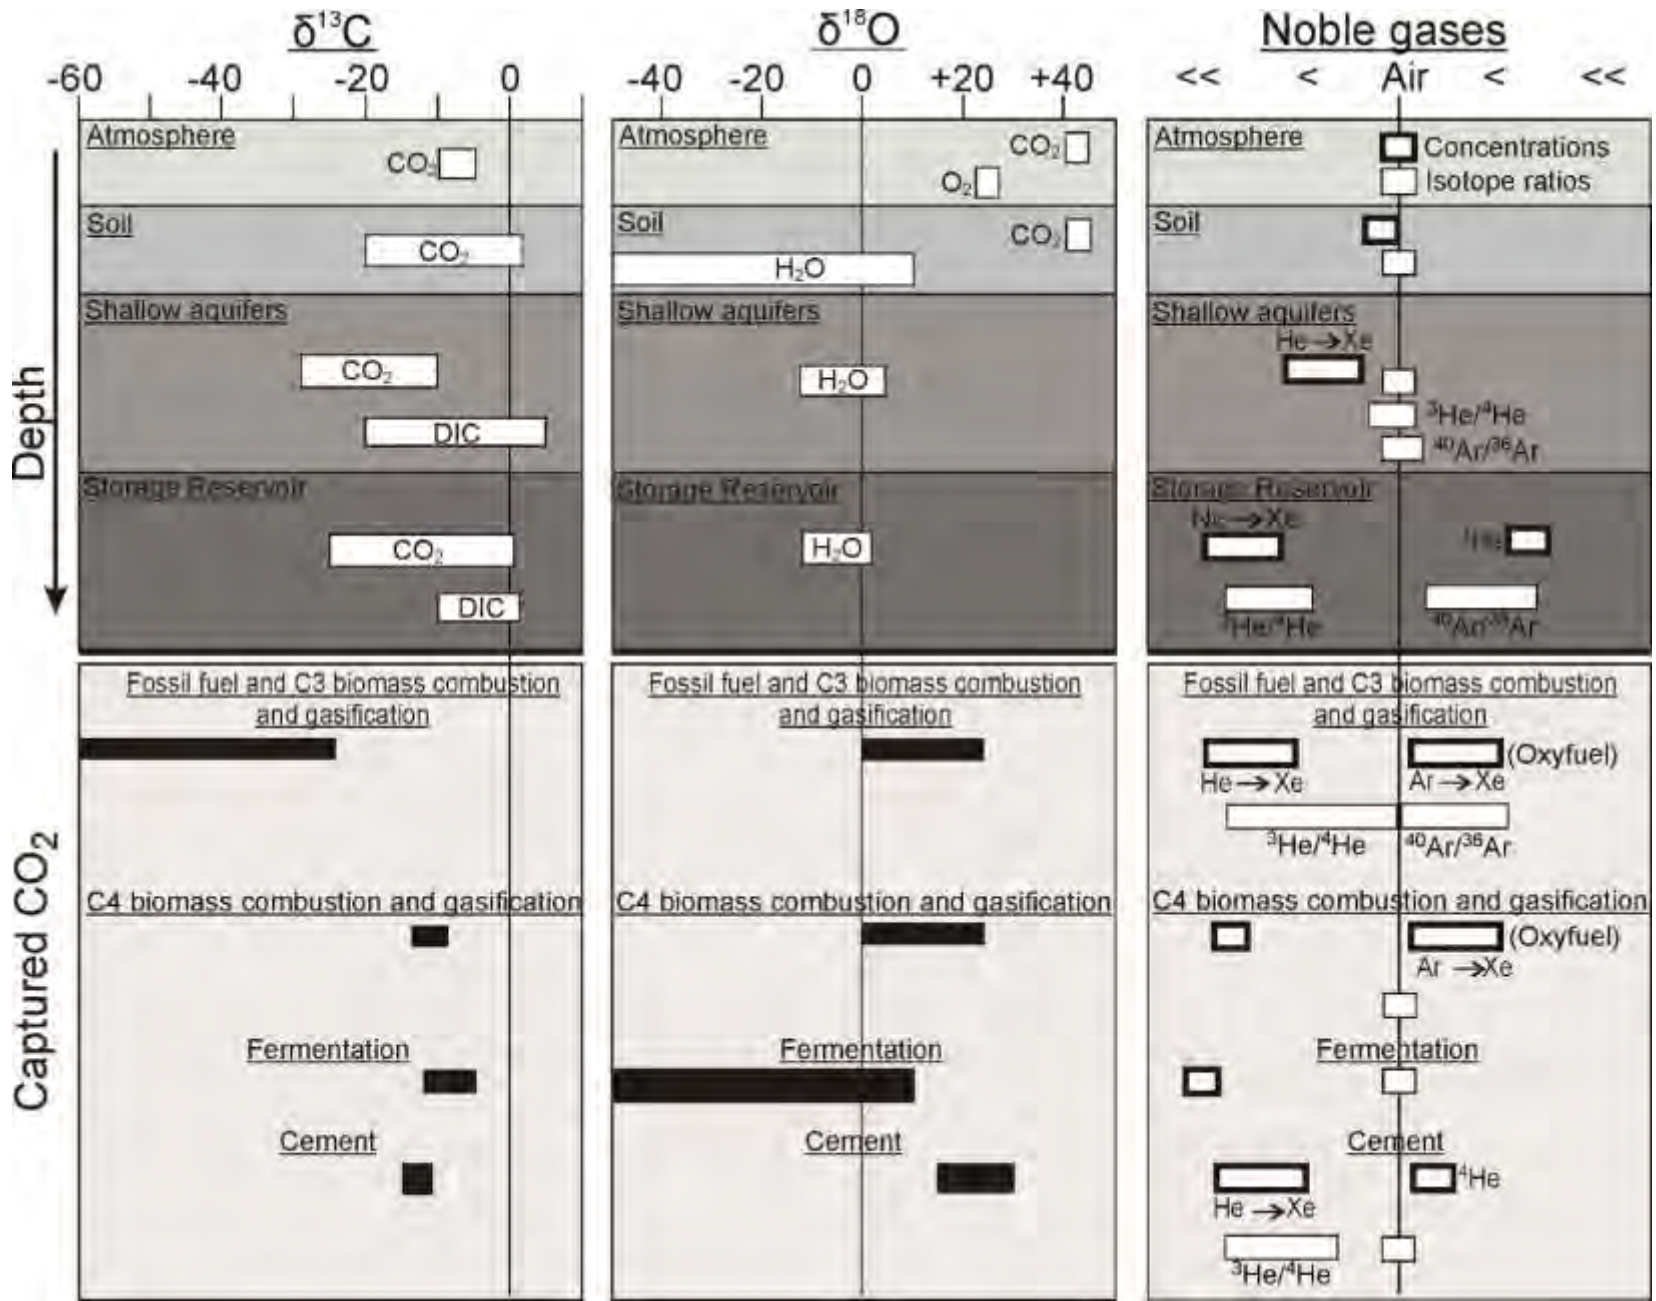 δ¹³C
-60 -40 -20 0
Atmosphere
CO₂
Soil
CO₂
Shallow aquifers
CO₂
DIC
Storage Reservoir
CO₂
DIC
Depth
δ¹⁸O
-40 -20 0 +20 +40
Atmosphere
CO₂
O₂
Soil
CO₂
H₂O
Shallow aquifers
H₂O
Storage Reservoir
H₂O
Noble gases
<< < Air < <<
Atmosphere
Concentrations
Isotope ratios
Soil
Shallow aquifers
He→Xe
³He/⁴He
⁴⁰Ar/³⁶Ar
Storage Reservoir
Ne→Xe
³He/⁴He
Captured CO₂
Fossil fuel and C3 biomass combustion
and gasification
C4 biomass combustion and gasification
Fermentation
Cement
Fossil fuel and C3 biomass combustion
and gasification
C4 biomass combustion and gasification
Fermentation
Cement
Fossil fuel and C3 biomass combustion
and gasification
(Oxyfuel)
He→Xe Ar→Xe
³He/⁴He ⁴⁰Ar/³⁶Ar
C4 biomass combustion and gasification
(Oxyfuel)
Ar→Xe
Fermentation
Cement
⁴He
He→Xe
³He/⁴He